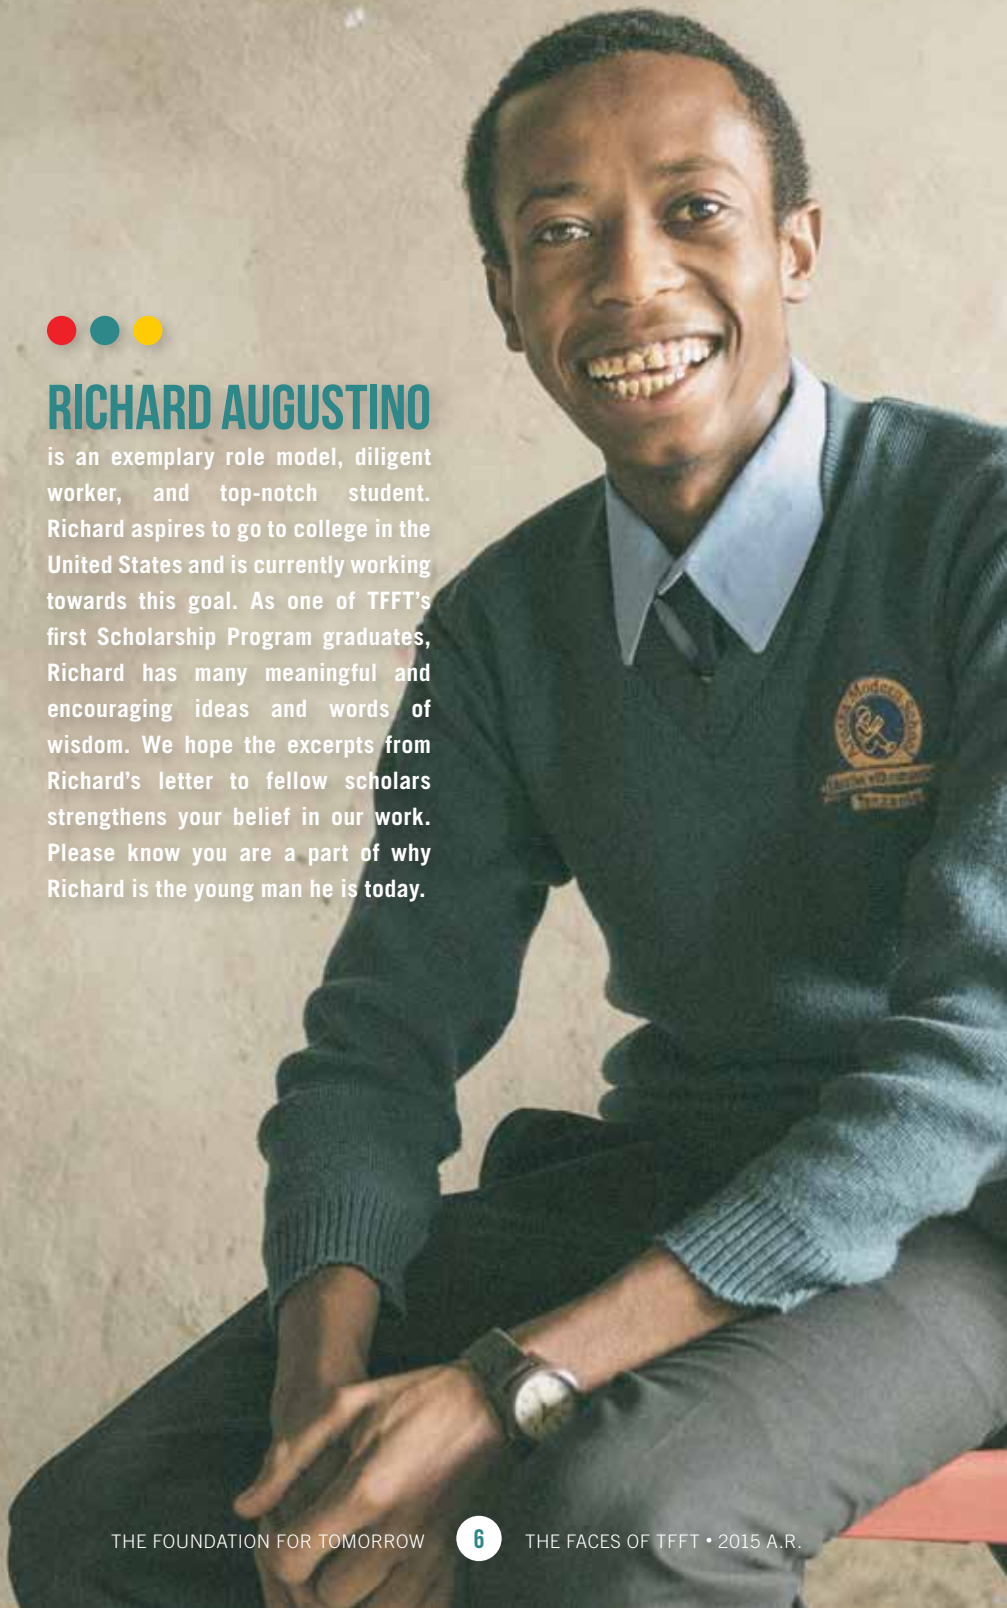 RICHARD AUGUSTINO
is an exemplary role model, diligent
worker, and top-notch student.
Richard aspires to go to college in the
United States and is currently working
towards this goal. As one of TFFT's
first Scholarship Program graduates,
Richard has many meaningful and
encouraging ideas and words of
wisdom. We hope the excerpts from
Richard's letter to fellow scholars
strengthens your belief in our work.
Please know you are a part of why
Richard is the young man he is today.
Modern
THE FOUNDATION FOR TOMORROW 6 THE FACES OF TFFT • 2015 A.R.